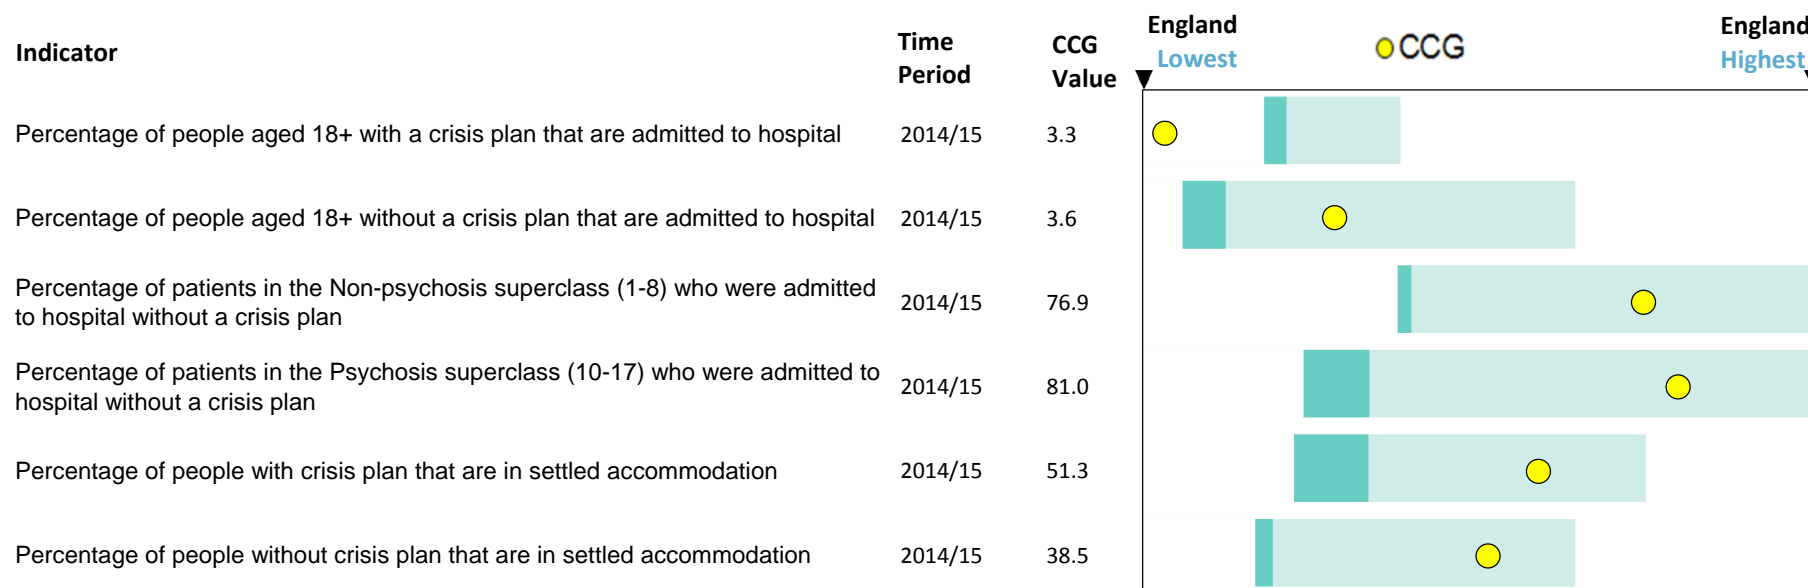 Indicator
Time Period
CCG Value
England Lowest
CCG
England Highest
Percentage of people aged 18+ with a crisis plan that are admitted to hospital 2014/15 3.3
Percentage of people aged 18+ without a crisis plan that are admitted to hospital 2014/15 3.6
Percentage of patients in the Non-psychosis superclass (1-8) who were admitted
to hospital without a crisis plan 2014/15 76.9
Percentage of patients in the Psychosis superclass (10-17) who were admitted to
hospital without a crisis plan 2014/15 81.0
Percentage of people with crisis plan that are in settled accommodation 2014/15 51.3
Percentage of people without crisis plan that are in settled accommodation 2014/15 38.5